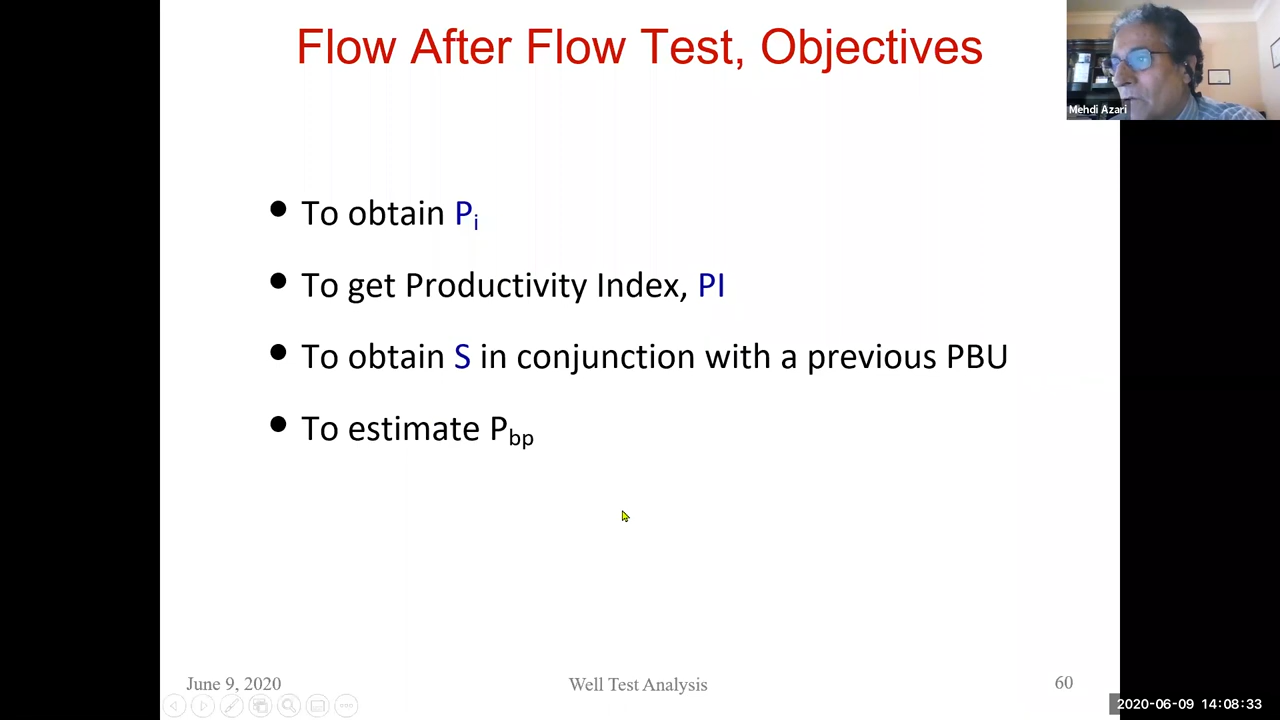 Flow After Flow Test, Objectives
Mehdi Azari
• To obtain Pi
• To get Productivity Index, PI
• To obtain S in conjunction with a previous PBU
• To estimate Pbp
June 9, 2020
Well Test Analysis
60
2020-06-09 14:08:33